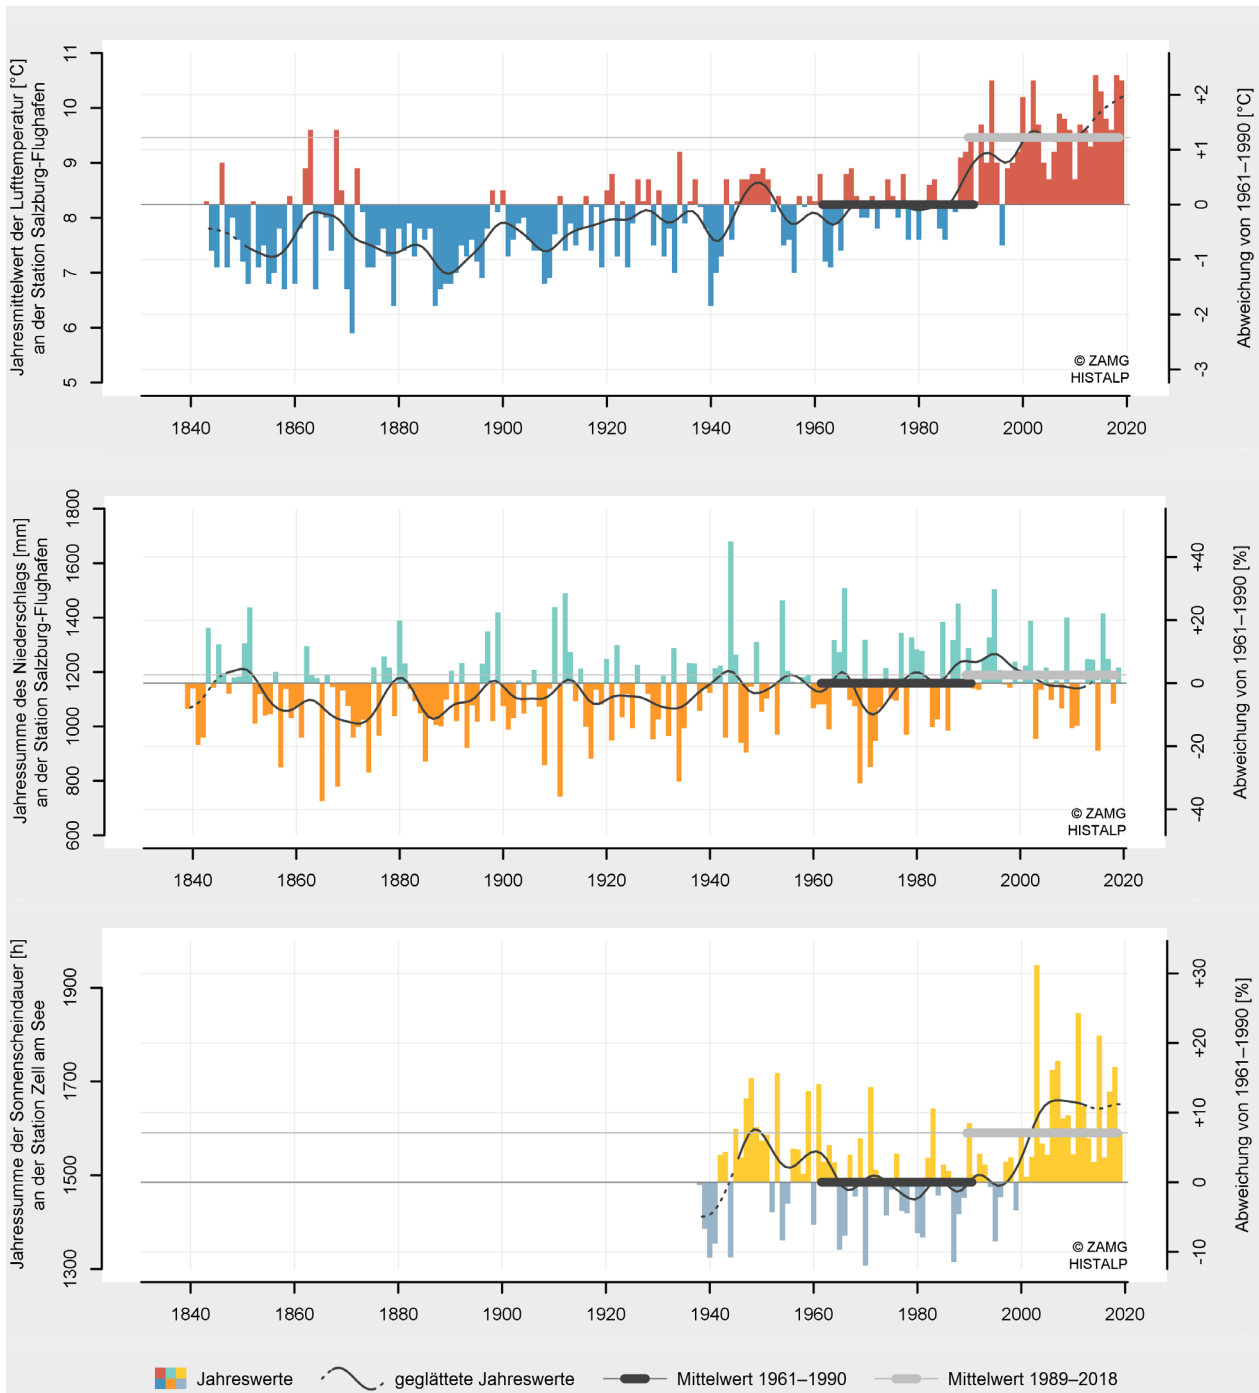 Jahresmittelwert der Lufttemperatur [°C]
an der Station Salzburg-Flughafen
11
10
9
8
7
6
5
+2
+1
0
-1
-2
-3
Abweichung von 1961–1990 [°C]
© ZAMG
HISTALP
1840 1860 1880 1900 1920 1940 1960 1980 2000 2020
Jahressumme des Niederschlags [mm]
an der Station Salzburg-Flughafen
1800
1600
1400
1200
1000
800
600
+40
+20
0
-20
-40
Abweichung von 1961–1990 [%]
© ZAMG
HISTALP
1840 1860 1880 1900 1920 1940 1960 1980 2000 2020
Jahressumme der Sonnenscheindauer [h]
an der Station Zell am See
1900
1700
1500
1300
+30
+20
+10
0
-10
Abweichung von 1961–1990 [%]
© ZAMG
HISTALP
1840 1860 1880 1900 1920 1940 1960 1980 2000 2020
Jahreswerte geglättete Jahreswerte Mittelwert 1961–1990 Mittelwert 1989–2018